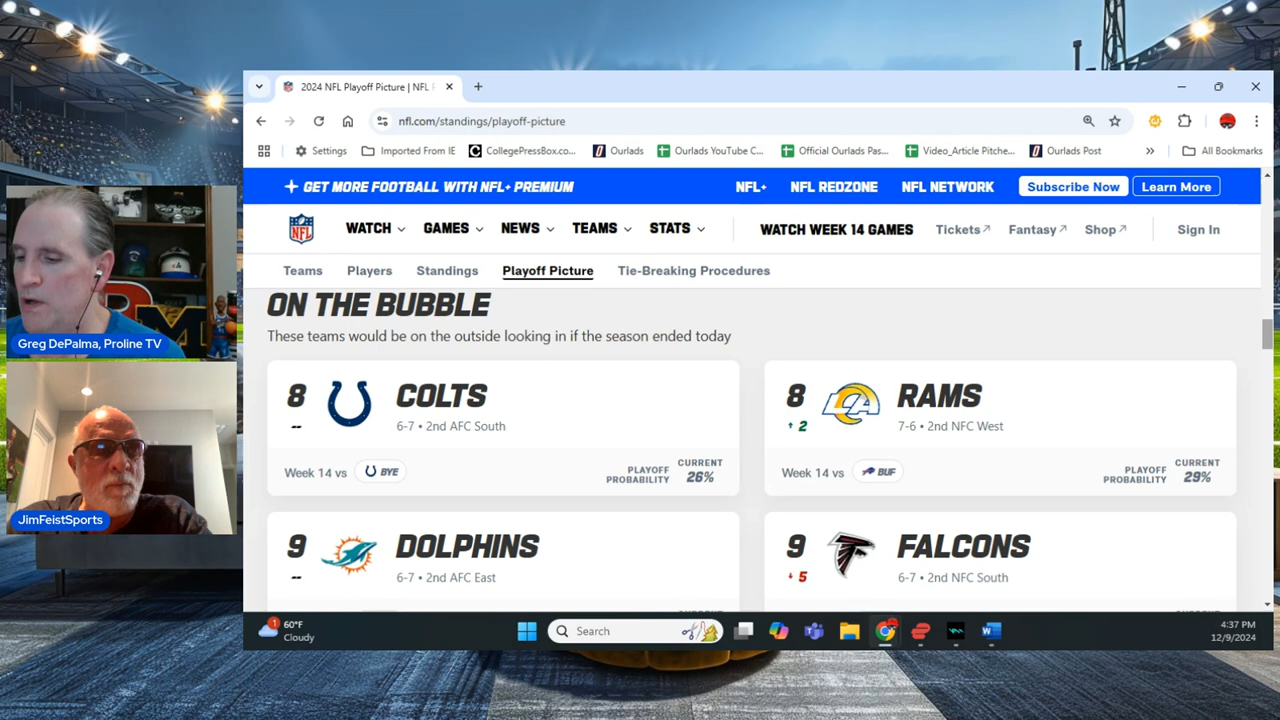 2024 NFL Playoff Picture | NFL
nfl.com/standings/playoff-picture
Settings
Imported From IE
CollegePressBox.co...
Ourlads
Ourlads YouTube C...
Official Ourlads Pas...
Video_Article Pitche...
Ourlads Post
All Bookmarks
GET MORE FOOTBALL WITH NFL+ PREMIUM
NFL+
NFL REDZONE
NFL NETWORK
Subscribe Now
Learn More
NFL
WATCH
GAMES
NEWS
TEAMS
STATS
WATCH WEEK 14 GAMES
Tickets
Fantasy
Shop
Sign In
Teams
Players
Standings
Playoff Picture
Tie-Breaking Procedures
ON THE BUBBLE
These teams would be on the outside looking in if the season ended today
8
--
COLTS
6-7 • 2nd AFC South
Week 14 vs
BYE
PLAYOFF
PROBABILITY
CURRENT
26%
8
2
RAMS
7-6 • 2nd NFC West
Week 14 vs
BUF
PLAYOFF
PROBABILITY
CURRENT
29%
9
--
DOLPHINS
6-7 • 2nd AFC East
9
5
FALCONS
6-7 • 2nd NFC South
Greg DePalma, Proline TV
JimFeistSports
1
60°F
Cloudy
Search
4:37 PM
12/9/2024